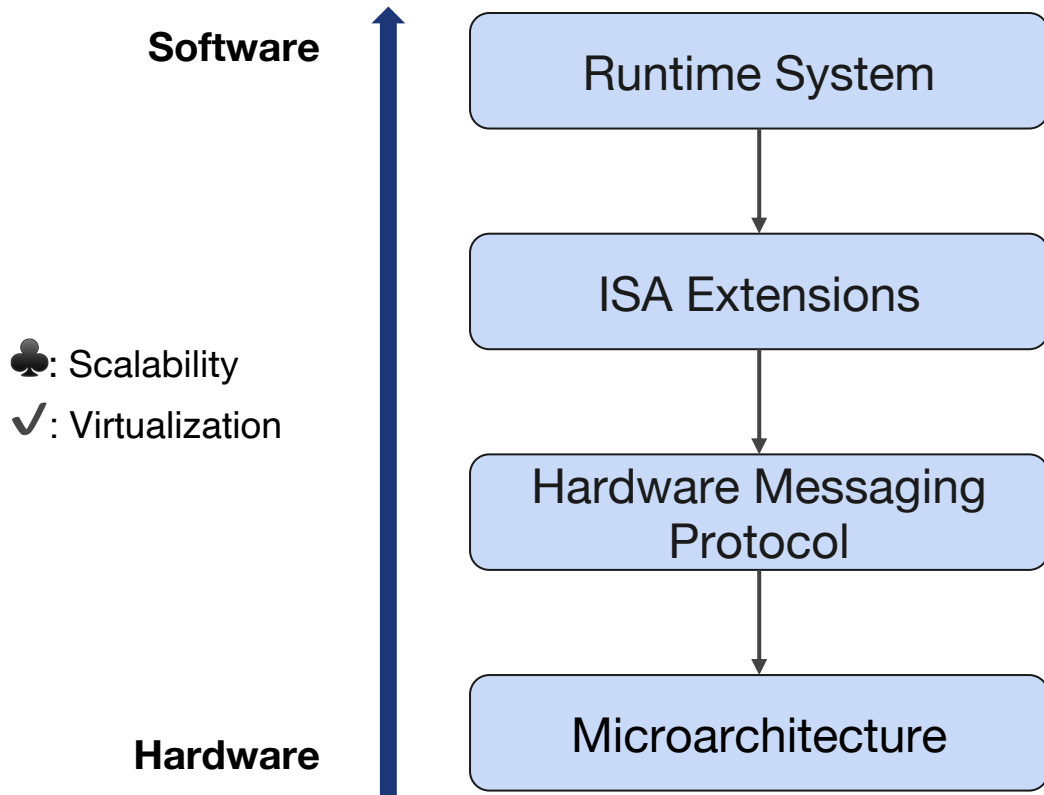 Software
Runtime System
ISA Extensions
♣: Scalability
✓: Virtualization
Hardware Messaging
Protocol
Hardware
Microarchitecture